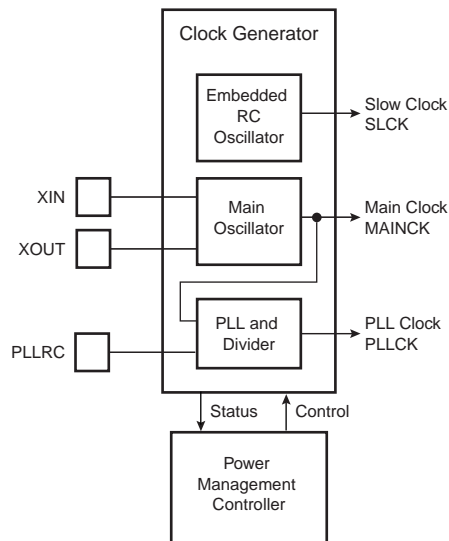 Clock Generator
Embedded
RC
Oscillator
Slow Clock
SLCK
XIN
Main
Oscillator
Main Clock
MAINCK
XOUT
PLL and
Divider
PLL Clock
PLLCK
PLLRC
Status
Control
Power
Management
Controller